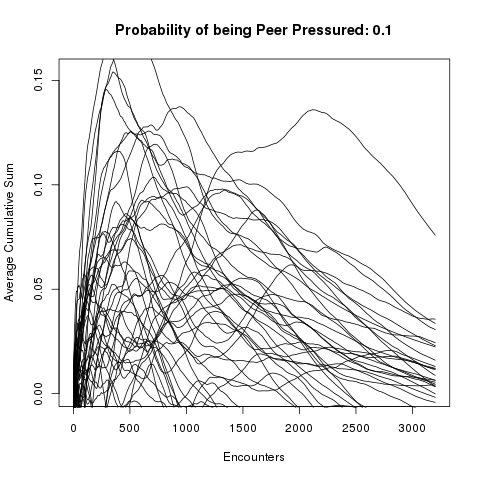 Probability of being Peer Pressured: 0.1
Average Cumulative Sum
0.15
0.10
0.05
0.00
0 500 1000 1500 2000 2500 3000
Encounters